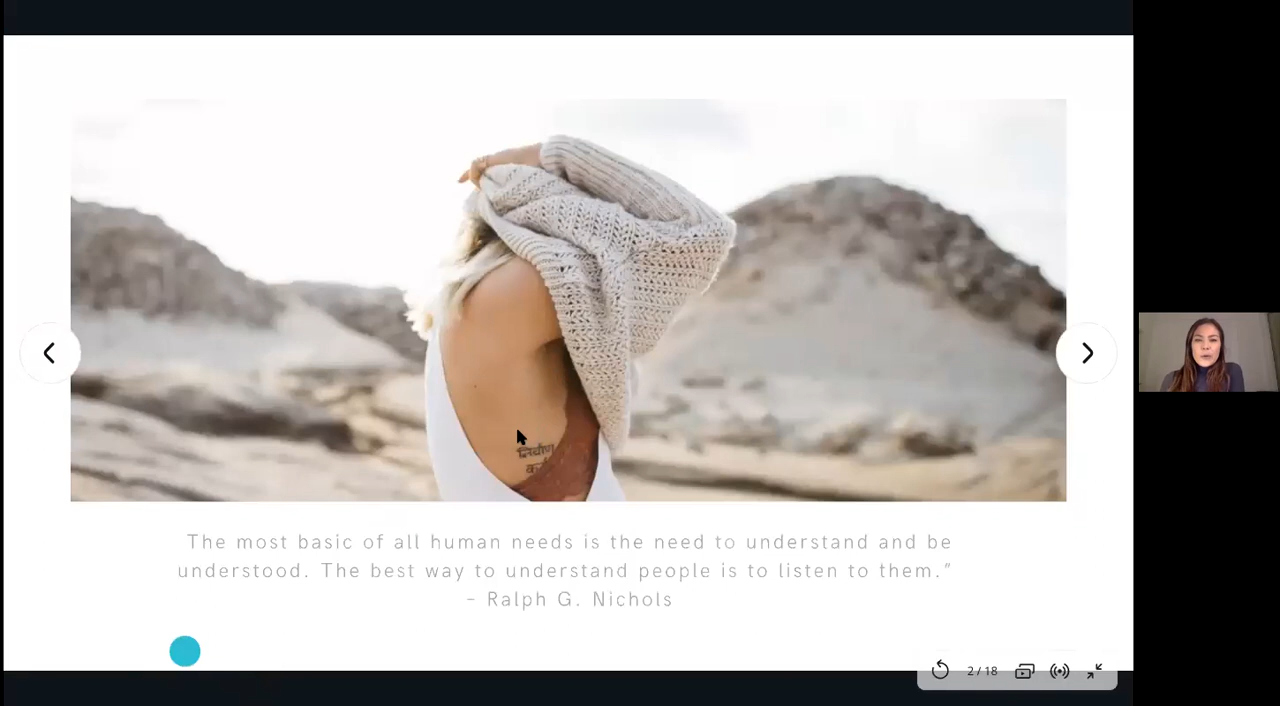 निर्वाण
The most basic of all human needs is the need to understand and be
understood. The best way to understand people is to listen to them.”
– Ralph G. Nichols
2 / 18